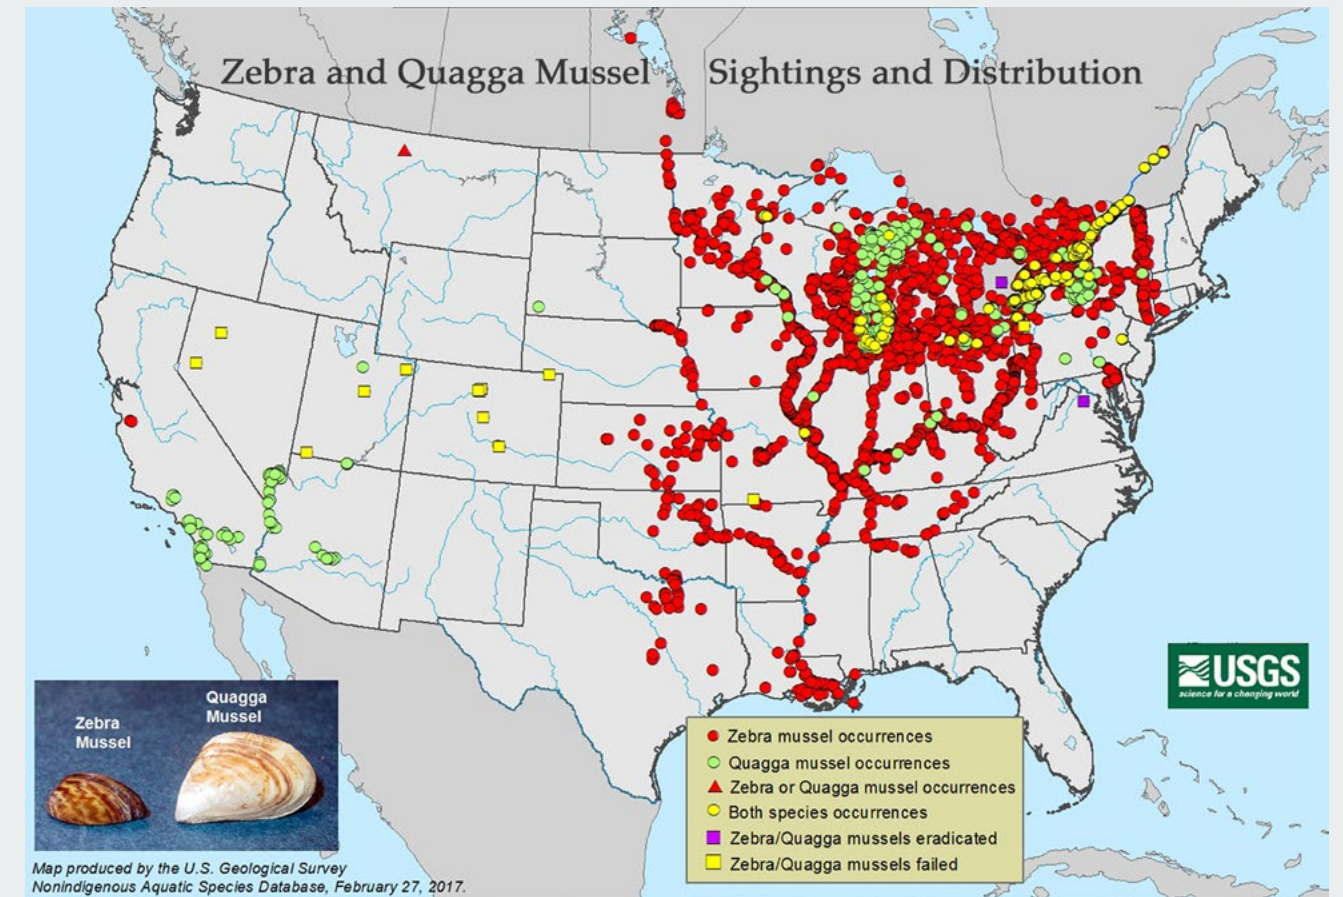 Zebra and Quagga Mussel Sightings and Distribution
USGS
science for a changing world
Quagga
Mussel
Zebra
Mussel
Zebra mussel occurrences
Quagga mussel occurrences
Zebra or Quagga mussel occurrences
Both species occurrences
Zebra/Quagga mussels eradicated
Zebra/Quagga mussels failed
Map produced by the U.S. Geological Survey
Nonindigenous Aquatic Species Database, February 27, 2017.